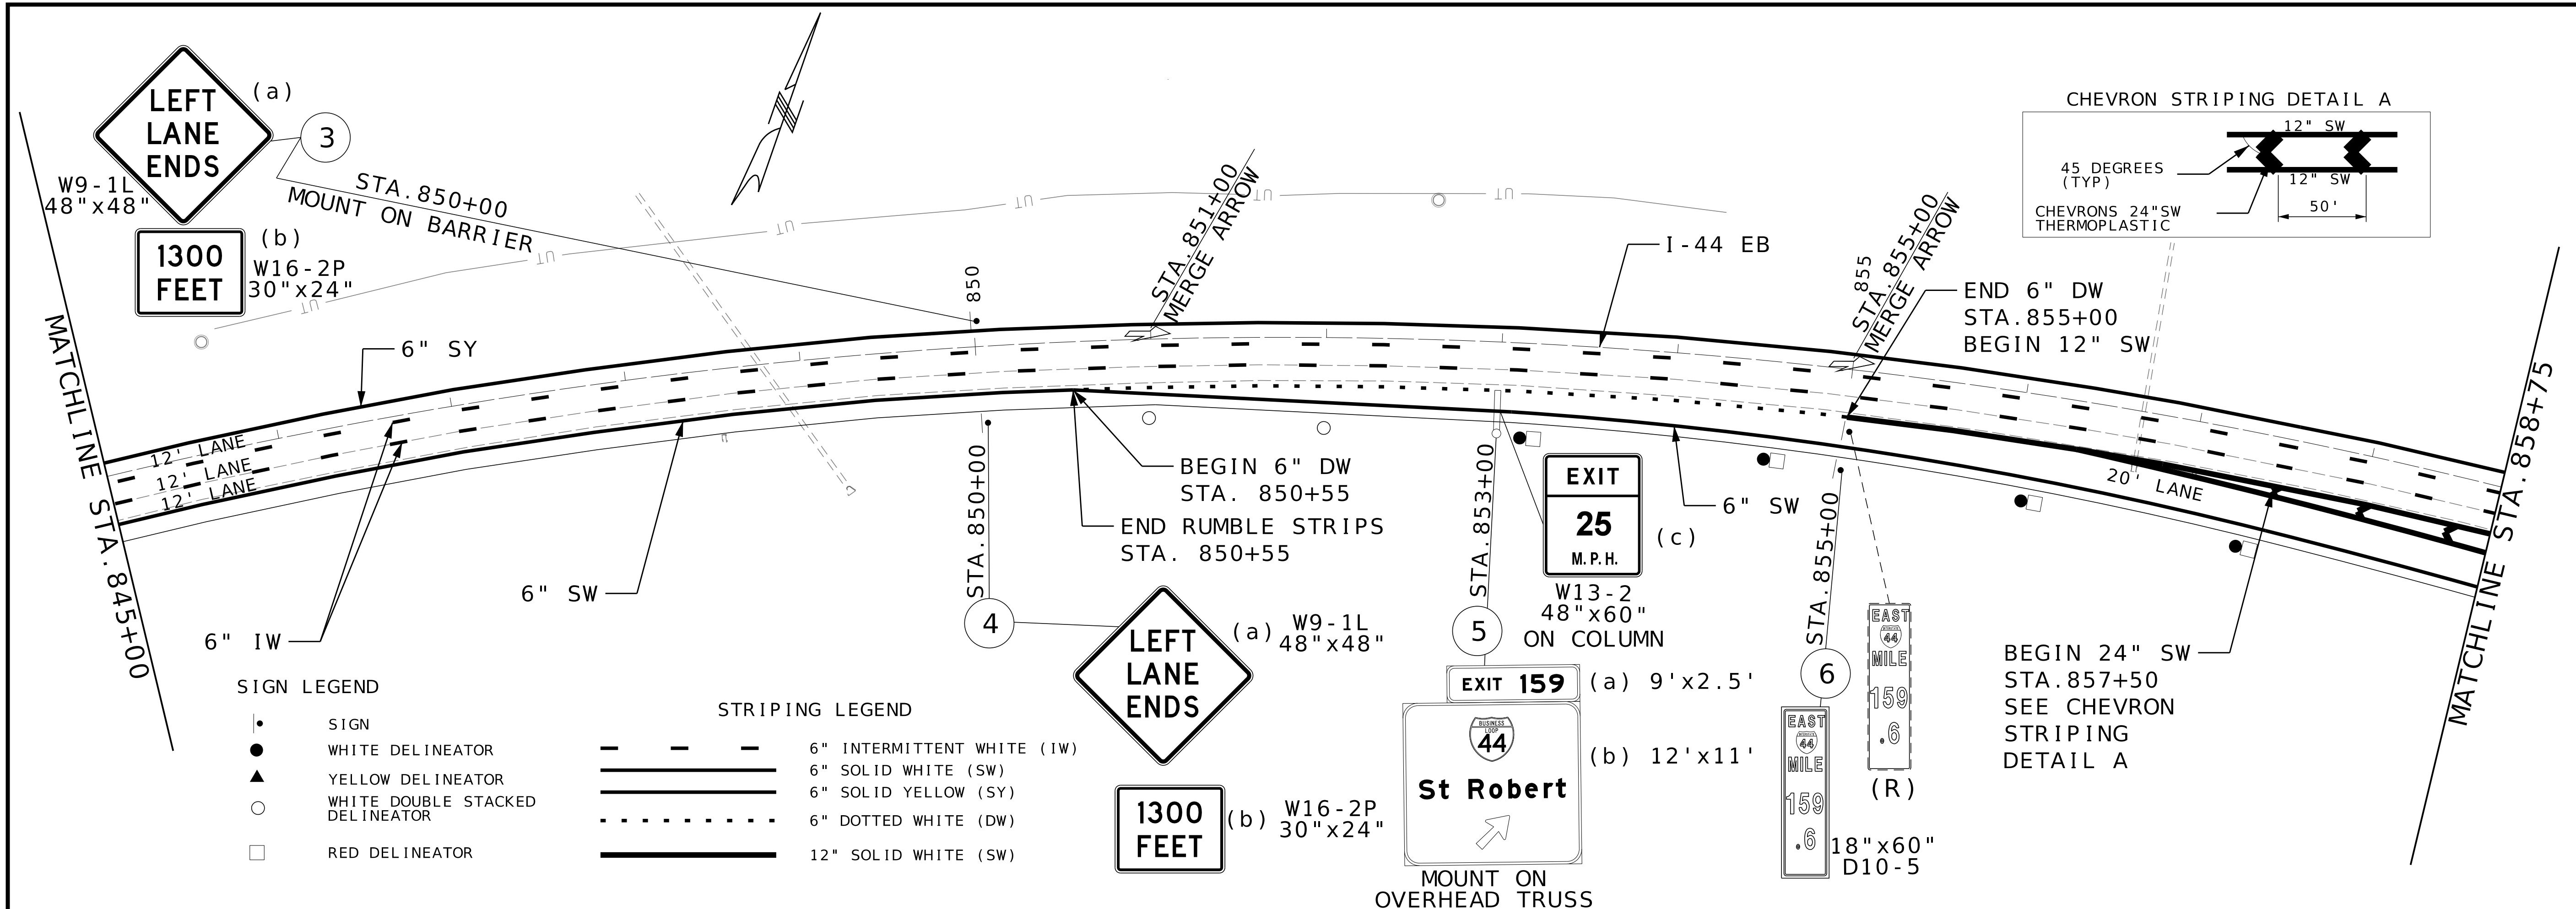 LEFT
LANE
ENDS
(a)
3
W9-1L
48"x48"
1300
FEET
(b)
W16-2P
30"x24"
STA.850+00
MOUNT ON BARRIER
UT
UT
UT
UT
UT
UT
UT
MATCHLINE STA.845+00
6" SY
12' LANE
12' LANE
12' LANE
850
STA.851+00
MERGE ARROW
I-44 EB
855
STA.855+00
MERGE ARROW
END 6" DW
STA.855+00
BEGIN 12" SW
CHEVRON STRIPING DETAIL A
12" SW
45 DEGREES
(TYP)
12" SW
CHEVRONS 24"SW
THERMOPLASTIC
50'
MATCHLINE STA.858+75
20' LANE
6" IW
6" SW
STA.850+00
BEGIN 6" DW
STA. 850+55
END RUMBLE STRIPS
STA. 850+55
4
LEFT
LANE
ENDS
(a)
W9-1L
48"x48"
1300
FEET
(b)
W16-2P
30"x24"
STA.853+00
5
EXIT
25
M.P.H.
(c)
W13-2
48"x60"
ON COLUMN
6" SW
EXIT 159
(a) 9'x2.5'
BUSINESS
LOOP
44
St Robert
(b) 12'x11'
MOUNT ON
OVERHEAD TRUSS
STA.855+00
6
EAST
44
MILE
159
.6
18"x60"
D10-5
EAST
44
MILE
159
.6
(R)
BEGIN 24" SW
STA.857+50
SEE CHEVRON
STRIPING
DETAIL A
SIGN LEGEND
SIGN
WHITE DELINEATOR
YELLOW DELINEATOR
WHITE DOUBLE STACKED
DELINEATOR
RED DELINEATOR
STRIPING LEGEND
6" INTERMITTENT WHITE (IW)
6" SOLID WHITE (SW)
6" SOLID YELLOW (SY)
6" DOTTED WHITE (DW)
12" SOLID WHITE (SW)